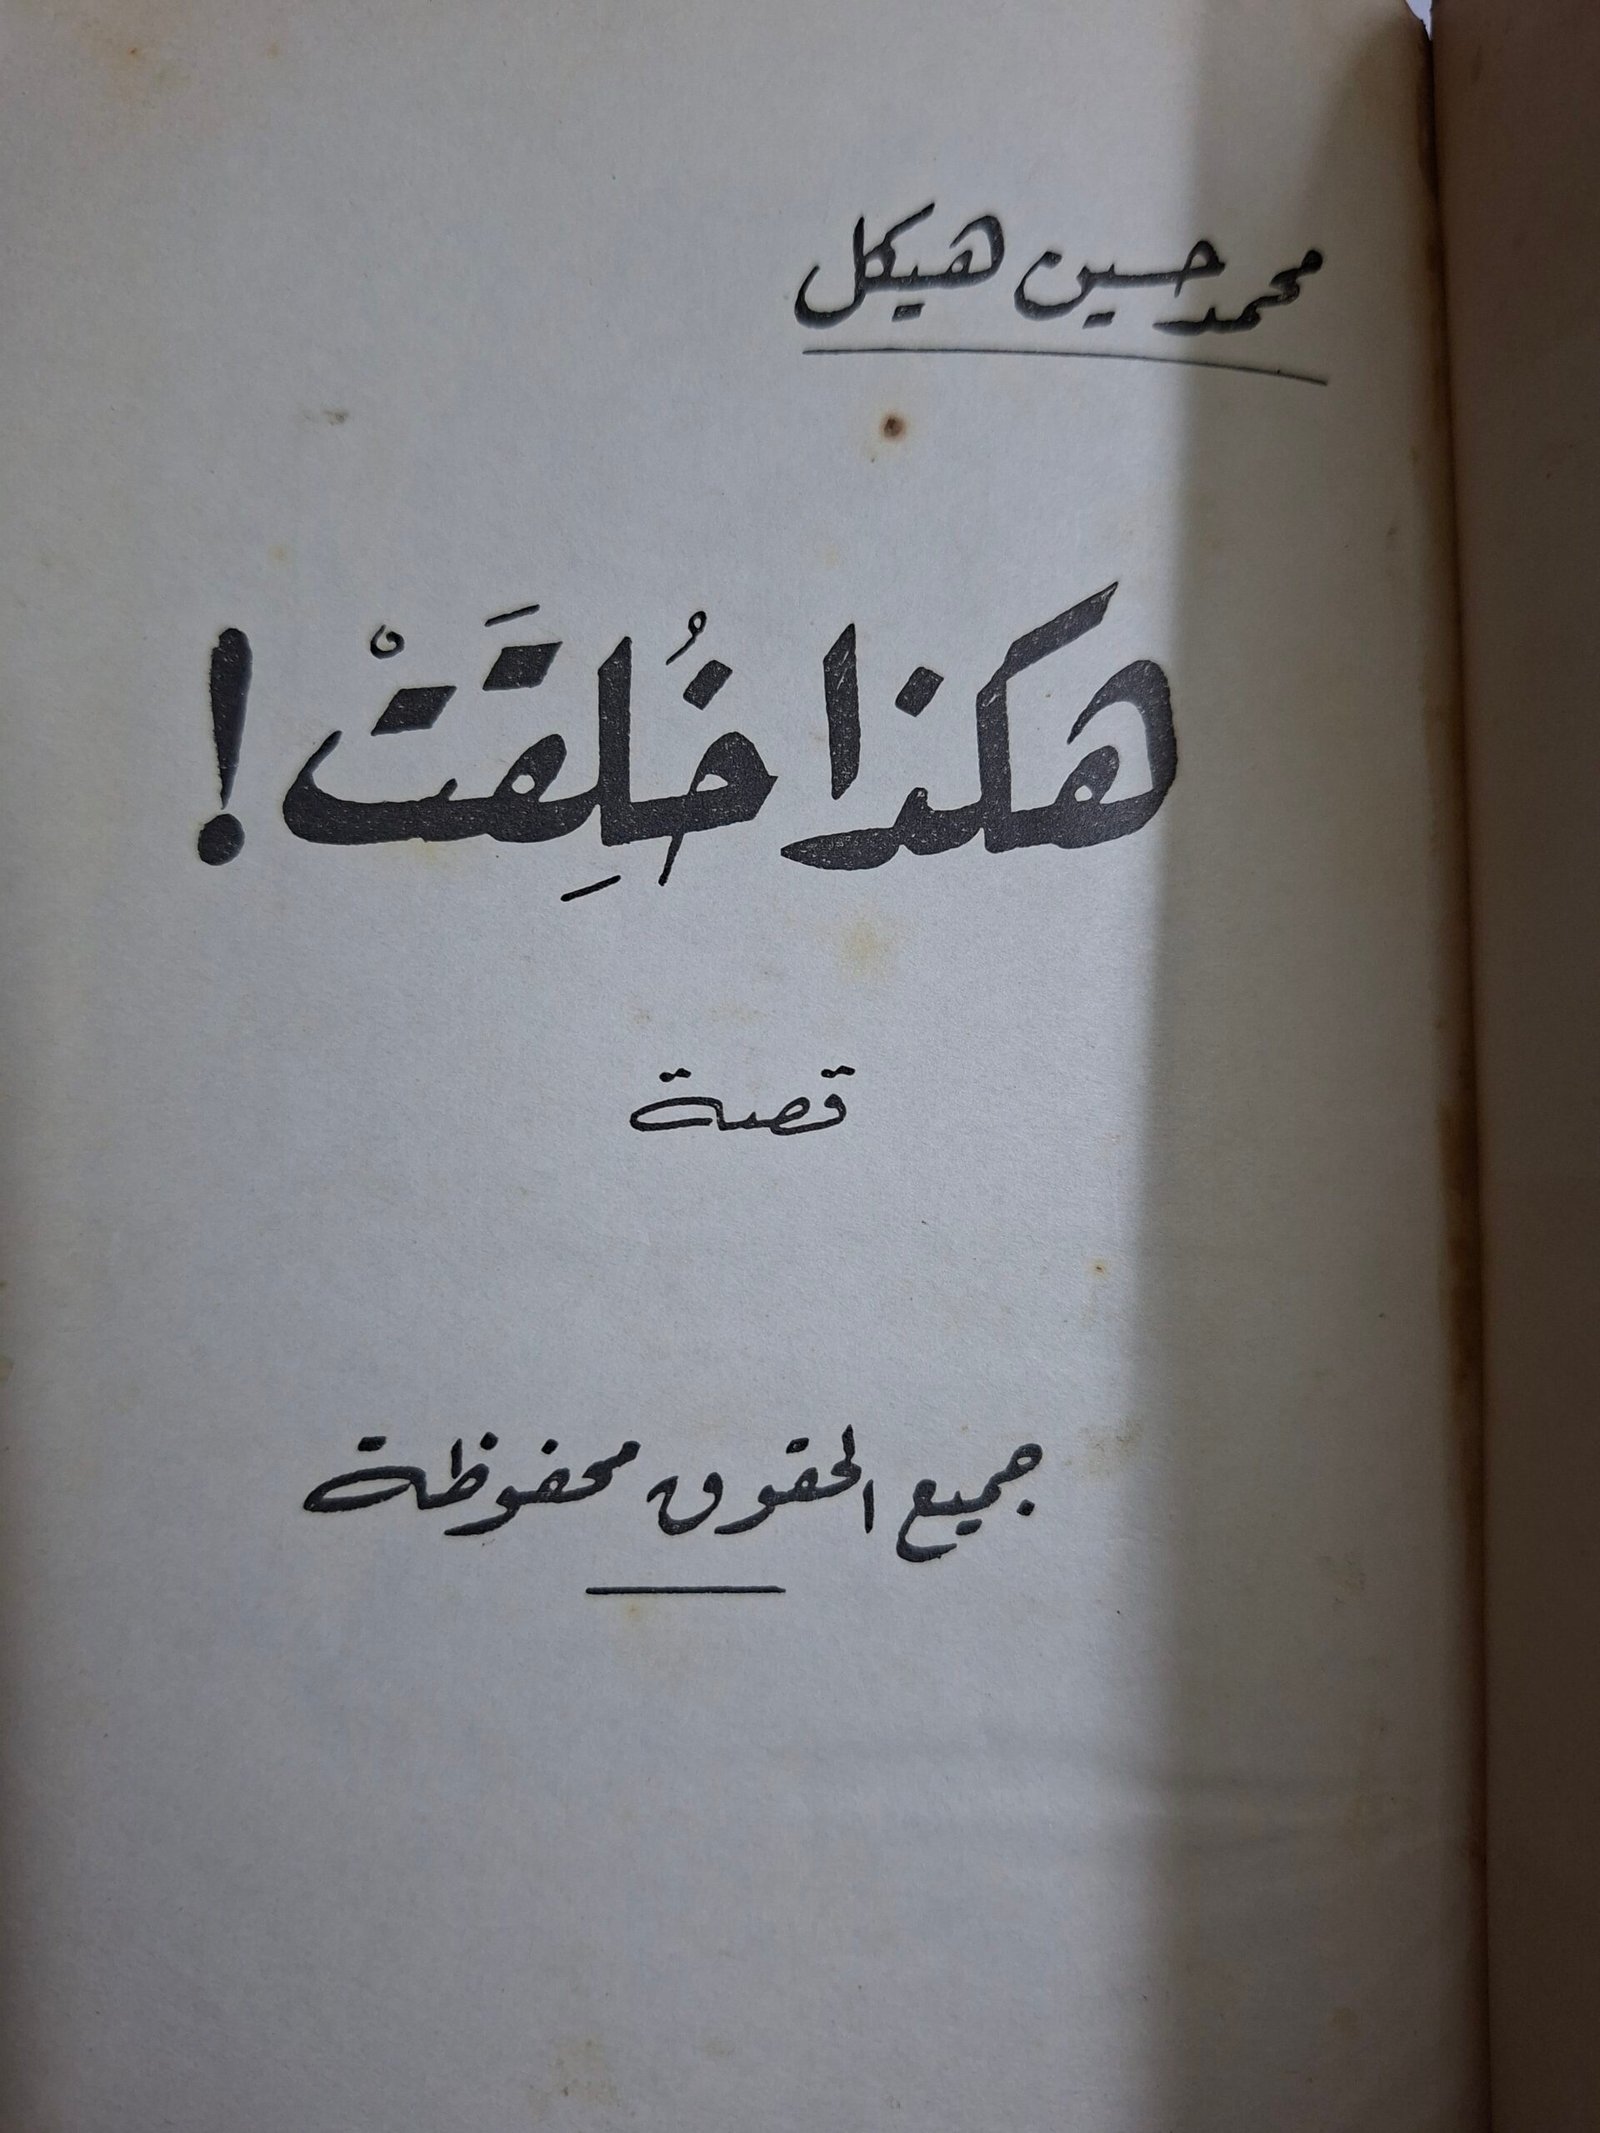 محمد حسين هيكل
هكذا خُلِقَتْ !
قصة
جميع الحقوق محفوظة